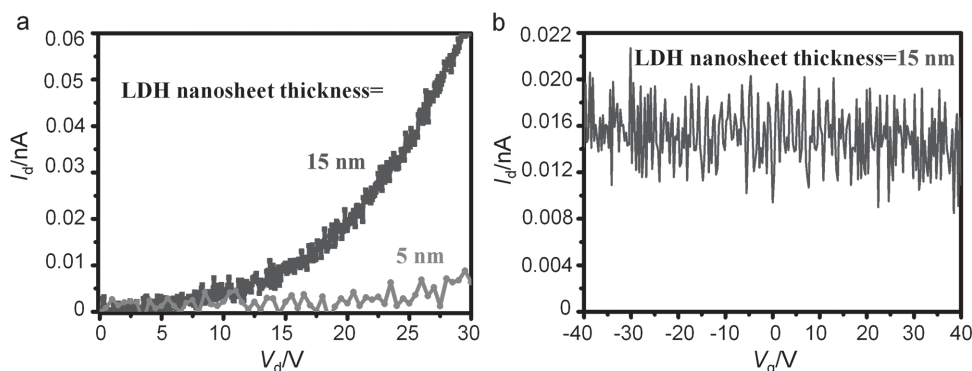 a
0.06
0.05
0.04
0.03
0.02
0.01
0
I_d/nA
LDH nanosheet thickness=
15 nm
5 nm
0 5 10 15 20 25 30
V_d/V
b
0.022
0.020
0.016
0.012
0.008
0.004
0
I_d/nA
LDH nanosheet thickness=15 nm
-40 -30 -20 -10 0 10 20 30 40
V_g/V